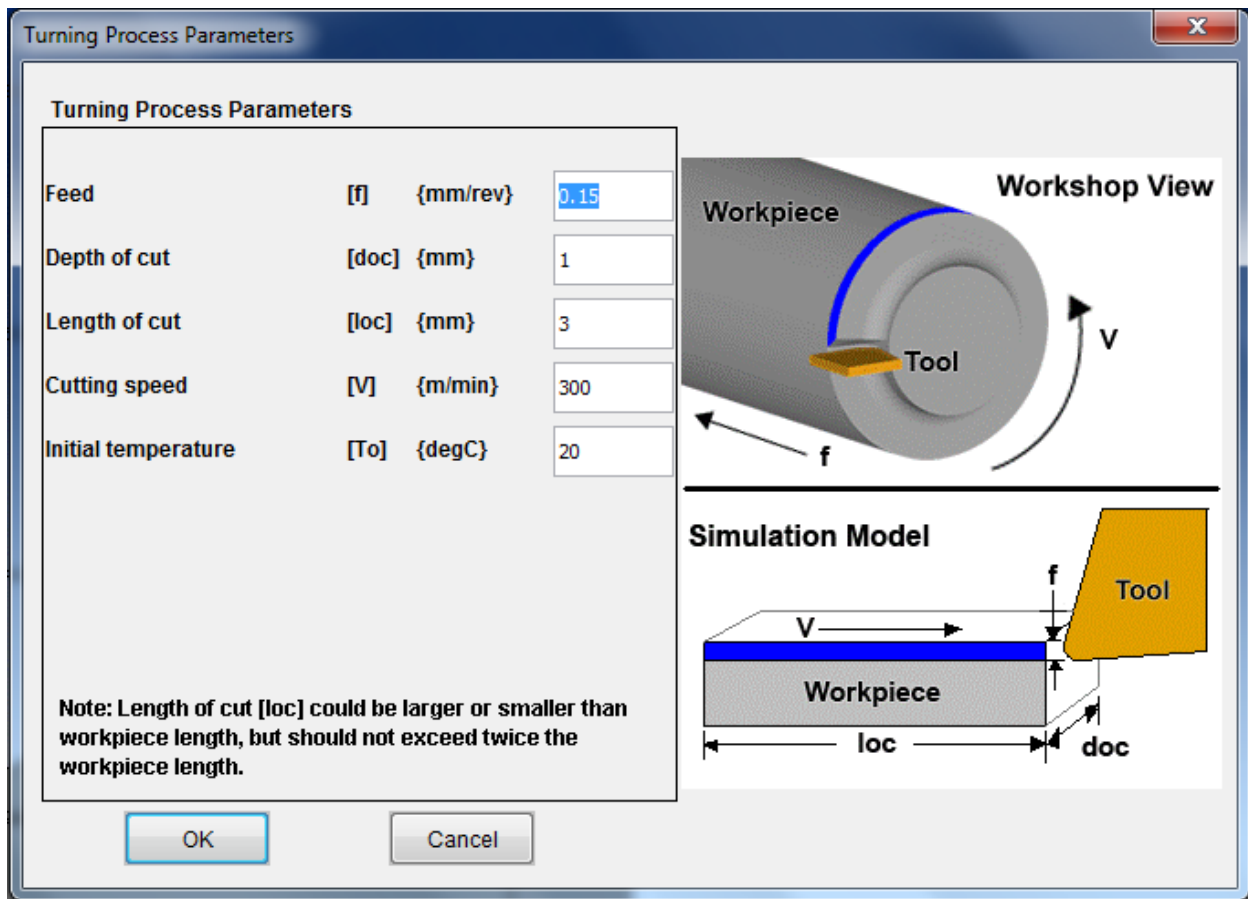 Turning Process Parameters
X
Turning Process Parameters
Feed [f] {mm/rev} 0.15
Depth of cut [doc] {mm} 1
Length of cut [loc] {mm} 3
Cutting speed [V] {m/min} 300
Initial temperature [To] {degC} 20
Note: Length of cut [loc] could be larger or smaller than
workpiece length, but should not exceed twice the
workpiece length.
OK Cancel
Workshop View
Workpiece
V
Tool
f
Simulation Model
f
Tool
V
Workpiece
loc
doc